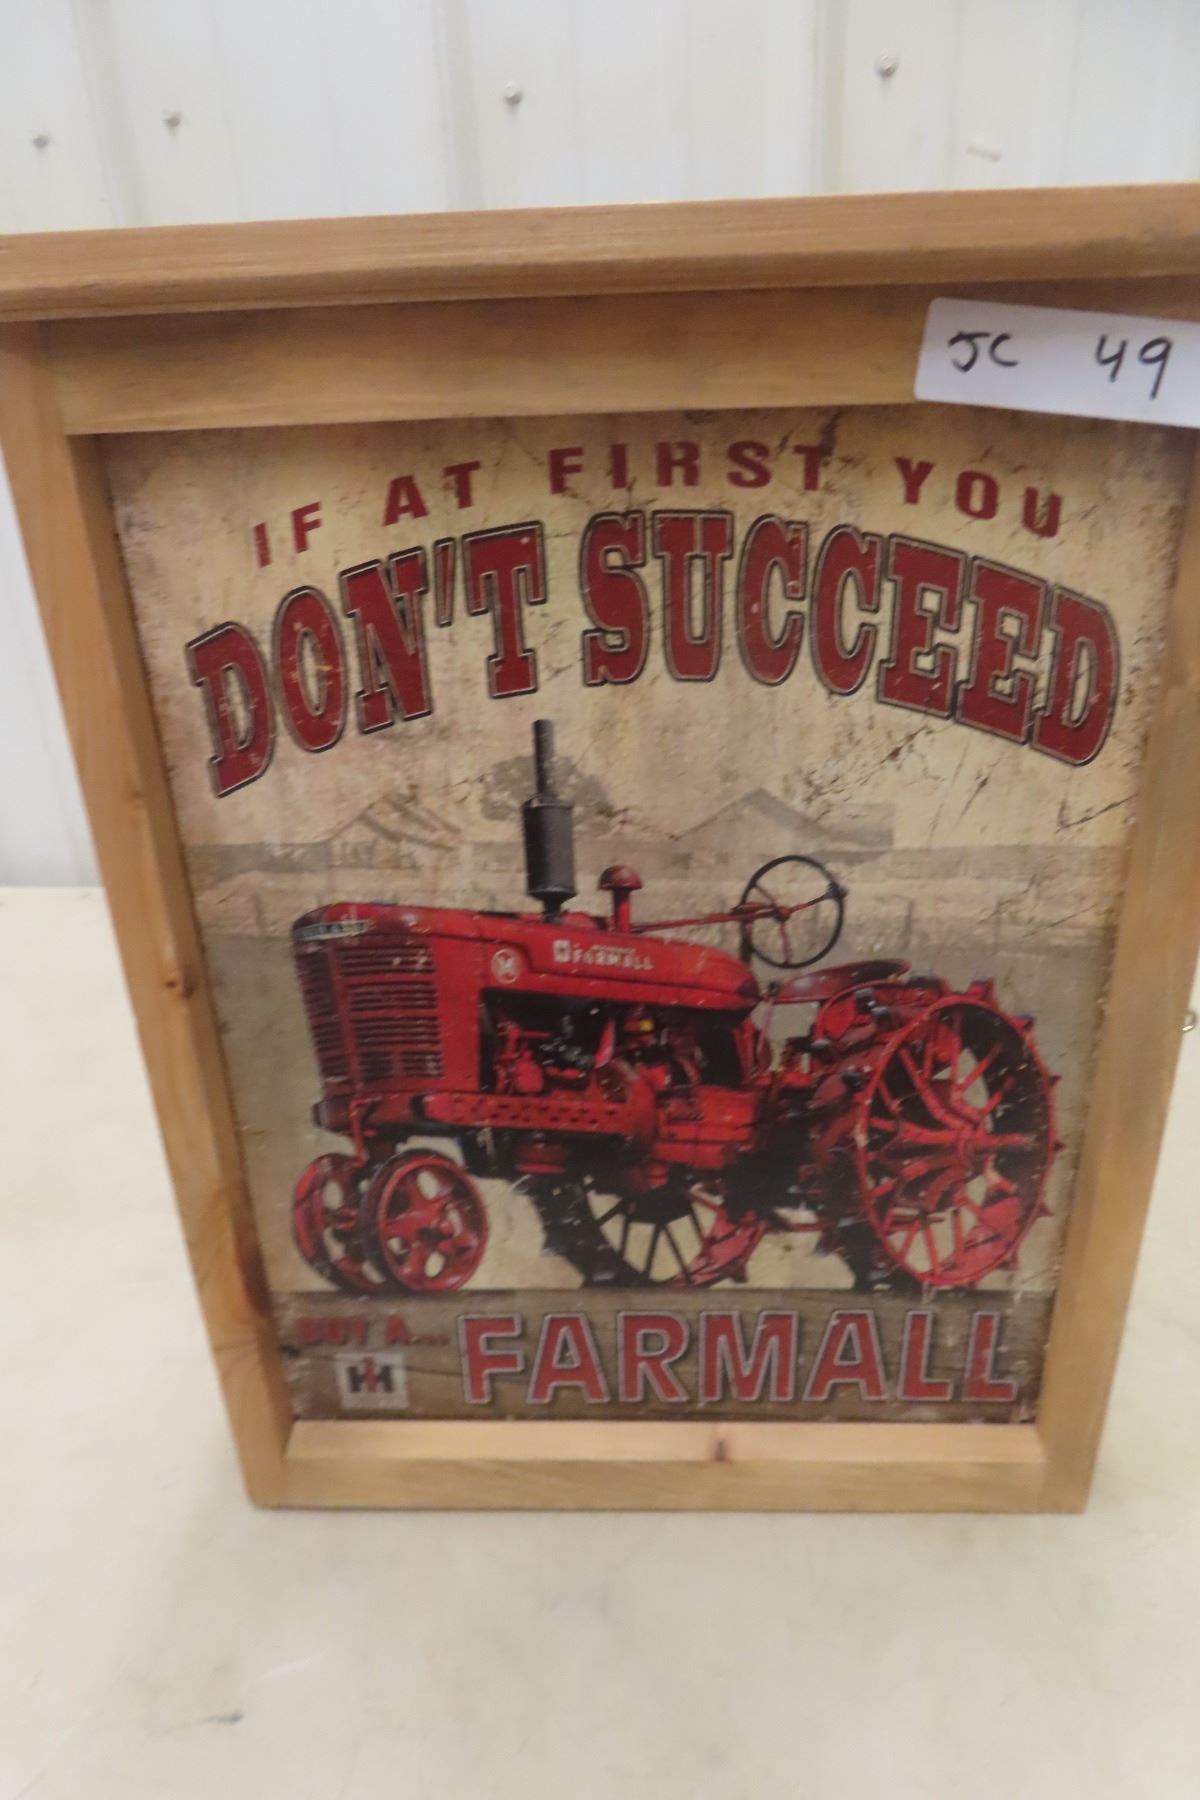 JC 49
IF AT FIRST YOU
DON'T SUCCEED
H FARMALL
BUY A...
IH FARMALL